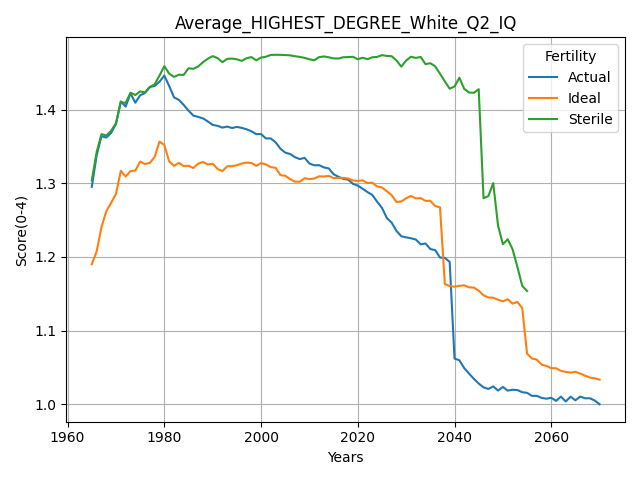 Average_HIGHEST_DEGREE_White_Q2_IQ
Fertility
Actual
Ideal
Sterile
Score(0-4)
1.4
1.3
1.2
1.1
1.0
1960
1980
2000
2020
2040
2060
Years